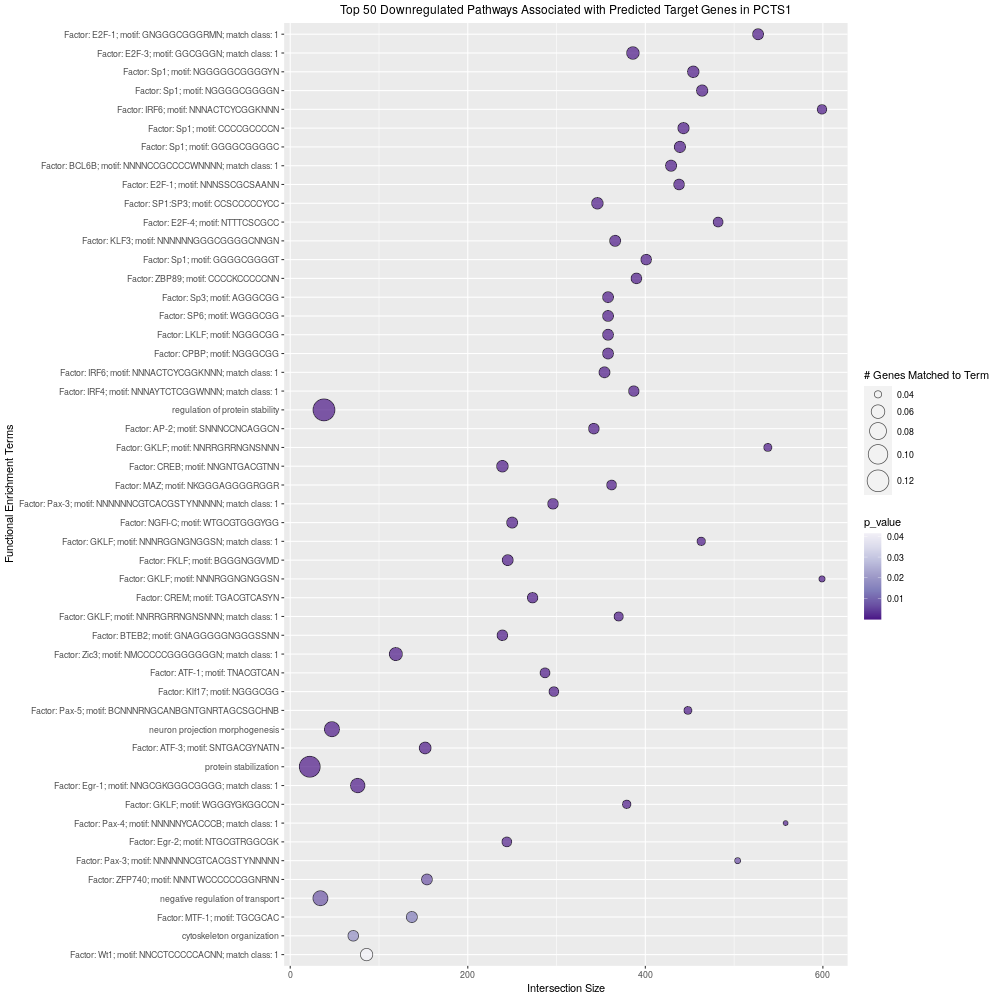 Top 50 Downregulated Pathways Associated with Predicted Target Genes in PCTS1
Factor: E2F-1; motif: GNGGGCGGGRMN; match class: 1
Factor: E2F-3; motif: GGCGGGN; match class: 1
Factor: Sp1; motif: NGGGGGCGGGGYN
Factor: Sp1; motif: NGGGGCGGGGN
Factor: IRF6; motif: NNNACTCYCGGKNNN
Factor: Sp1; motif: CCCCGCCCCN
Factor: Sp1; motif: GGGGCGGGGC
Factor: BCL6B; motif: NNNNCCGCCCCWNNNN; match class: 1
Factor: E2F-1; motif: NNNSSCGCSAANN
Factor: SP1:SP3; motif: CCSCCCCCYCC
Factor: E2F-4; motif: NTTTCSCGCC
Factor: KLF3; motif: NNNNNNGGGCGGGGCNNGN
Factor: Sp1; motif: GGGGCGGGGT
Factor: ZBP89; motif: CCCCKCCCCCNN
Factor: Sp3; motif: AGGGCGG
Factor: SP6; motif: WGGGCGG
Factor: LKLF; motif: NGGGCGG
Factor: CPBP; motif: NGGGCGG
Factor: IRF6; motif: NNNACTCYCGGKNNN; match class: 1
Factor: IRF4; motif: NNNAYTCTCGGWNNN; match class: 1
regulation of protein stability
Factor: AP-2; motif: SNNNCCNCAGGCN
Factor: GKLF; motif: NNRRGRRNGNSNNN
Factor: CREB; motif: NNGNTGACGTNN
Factor: MAZ; motif: NKGGGAGGGGRGGR
Factor: Pax-3; motif: NNNNNNCGTCACGSTYNNNNN; match class: 1
Factor: NGFI-C; motif: WTGCGTGGGYGG
Factor: GKLF; motif: NNNRGGNGNGGSN; match class: 1
Factor: FKLF; motif: BGGGNGGVMD
Factor: GKLF; motif: NNNRGGNGNGGSN
Factor: CREM; motif: TGACGTCASYN
Factor: GKLF; motif: NNRRGRRNGNSNNN; match class: 1
Factor: BTEB2; motif: GNAGGGGGNGGGSSNN
Factor: Zic3; motif: NMCCCCCGGGGGGGN; match class: 1
Factor: ATF-1; motif: TNACGTCAN
Factor: Klf17; motif: NGGGCGG
Factor: Pax-5; motif: BCNNNRNGCANBGNTGNRTAGCSGCHNB
neuron projection morphogenesis
Factor: ATF-3; motif: SNTGACGYNATN
protein stabilization
Factor: Egr-1; motif: NNGCGKGGGCGGGG; match class: 1
Factor: GKLF; motif: WGGGYGKGGCCN
Factor: Pax-4; motif: NNNNNYCACCCB; match class: 1
Factor: Egr-2; motif: NTGCGTRGGCGK
Factor: Pax-3; motif: NNNNNNCGTCACGSTYNNNNN
Factor: ZFP740; motif: NNNTWCCCCCCGGNRNN
negative regulation of transport
Factor: MTF-1; motif: TGCGCAC
cytoskeleton organization
Factor: Wt1; motif: NNCCTCCCCCACNN; match class: 1
0 200 400 600
Intersection Size
Functional Enrichment Terms
# Genes Matched to Term
0.04
0.06
0.08
0.10
0.12
p_value
0.04
0.03
0.02
0.01